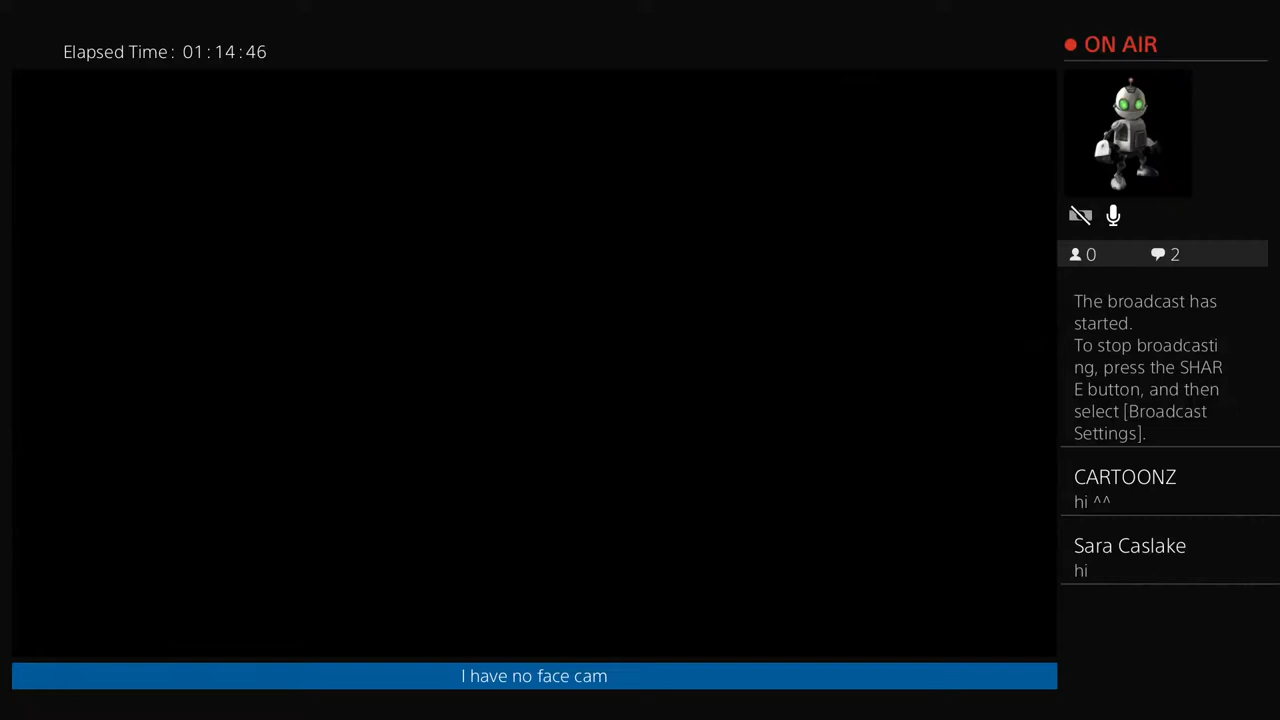 Elapsed Time: 01:14:46
ON AIR
0 2
The broadcast has
started.
To stop broadcasti
ng, press the SHAR
E button, and then
select [Broadcast
Settings].
CARTOONZ
hi ^^
Sara Caslake
hi
I have no face cam